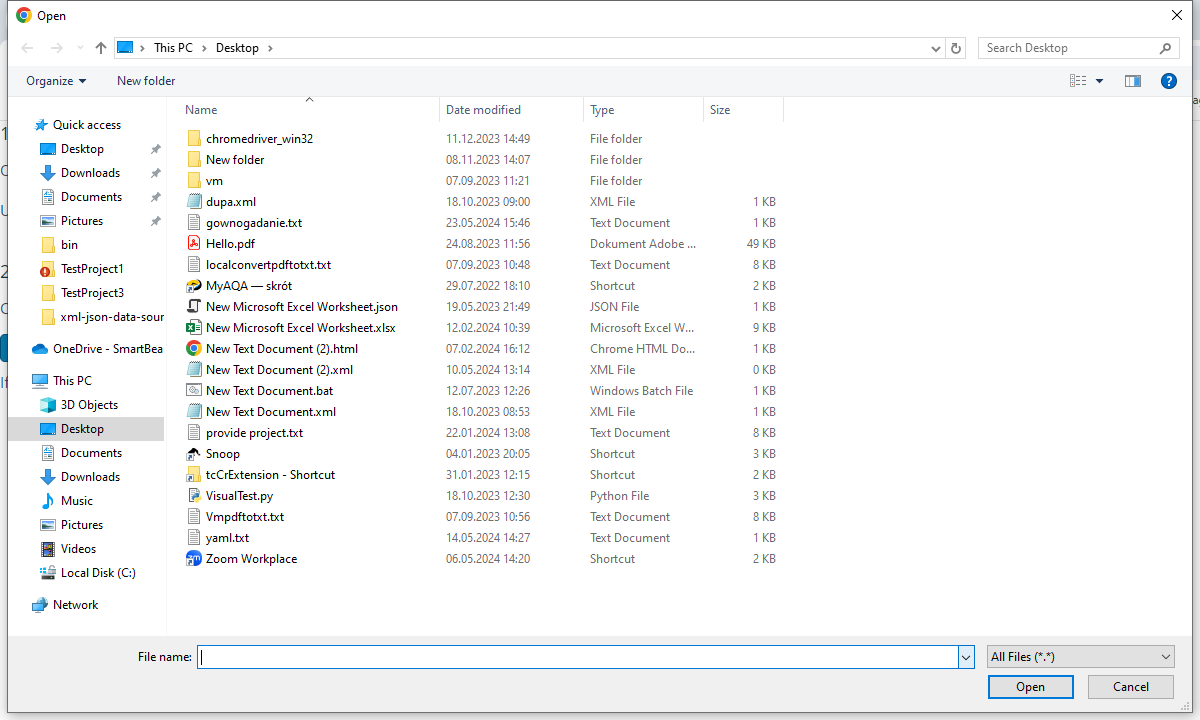 Open
This PC > Desktop >
Search Desktop
Organize
New folder
Name Date modified Type Size
Quick access
Desktop
Downloads
Documents
Pictures
bin
TestProject1
TestProject3
xml-json-data-sour
OneDrive - SmartBea
This PC
3D Objects
Desktop
Documents
Downloads
Music
Pictures
Videos
Local Disk (C:)
Network
chromedriver_win32 11.12.2023 14:49 File folder
New folder 08.11.2023 14:07 File folder
vm 07.09.2023 11:21 File folder
dupa.xml 18.10.2023 09:00 XML File 1 KB
gownogadanie.txt 23.05.2024 15:46 Text Document 1 KB
Hello.pdf 24.08.2023 11:56 Dokument Adobe ... 49 KB
localconvertpdftotxt.txt 07.09.2023 10:48 Text Document 8 KB
MyAQA — skrót 29.07.2022 18:10 Shortcut 2 KB
New Microsoft Excel Worksheet.json 19.05.2023 21:49 JSON File 1 KB
New Microsoft Excel Worksheet.xlsx 12.02.2024 10:39 Microsoft Excel W... 9 KB
New Text Document (2).html 07.02.2024 16:12 Chrome HTML Do... 1 KB
New Text Document (2).xml 10.05.2024 13:14 XML File 0 KB
New Text Document.bat 12.07.2023 12:26 Windows Batch File 1 KB
New Text Document.xml 18.10.2023 08:53 XML File 1 KB
provide project.txt 22.01.2024 13:08 Text Document 8 KB
Snoop 04.01.2023 20:05 Shortcut 3 KB
tcCrExtension - Shortcut 31.01.2023 12:15 Shortcut 2 KB
VisualTest.py 18.10.2023 12:30 Python File 3 KB
Vmpdftotxt.txt 07.09.2023 10:56 Text Document 8 KB
yaml.txt 14.05.2024 14:27 Text Document 1 KB
Zoom Workplace 06.05.2024 14:20 Shortcut 2 KB
File name:
All Files (*.*)
Open
Cancel